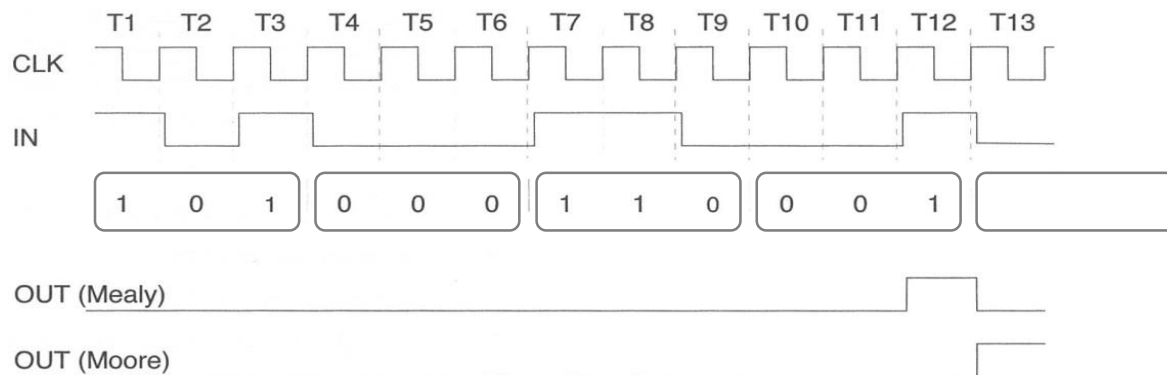 T1 T2 T3 T4 T5 T6 T7 T8 T9 T10 T11 T12 T13
CLK
IN
1 0 1 0 0 0 1 1 0 0 0 1
OUT (Mealy)
OUT (Moore)